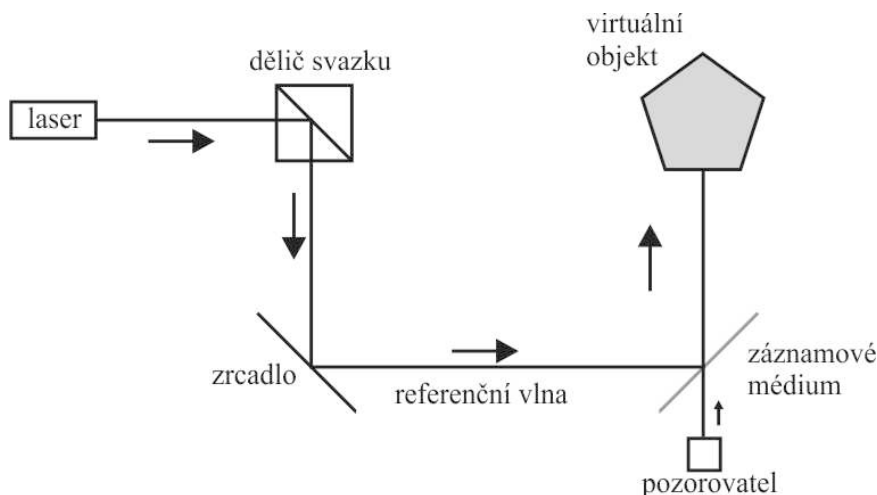 virtuální
objekt
dělič svazku
laser
zrcadlo
referenční vlna
záznamové
médium
pozorovatel